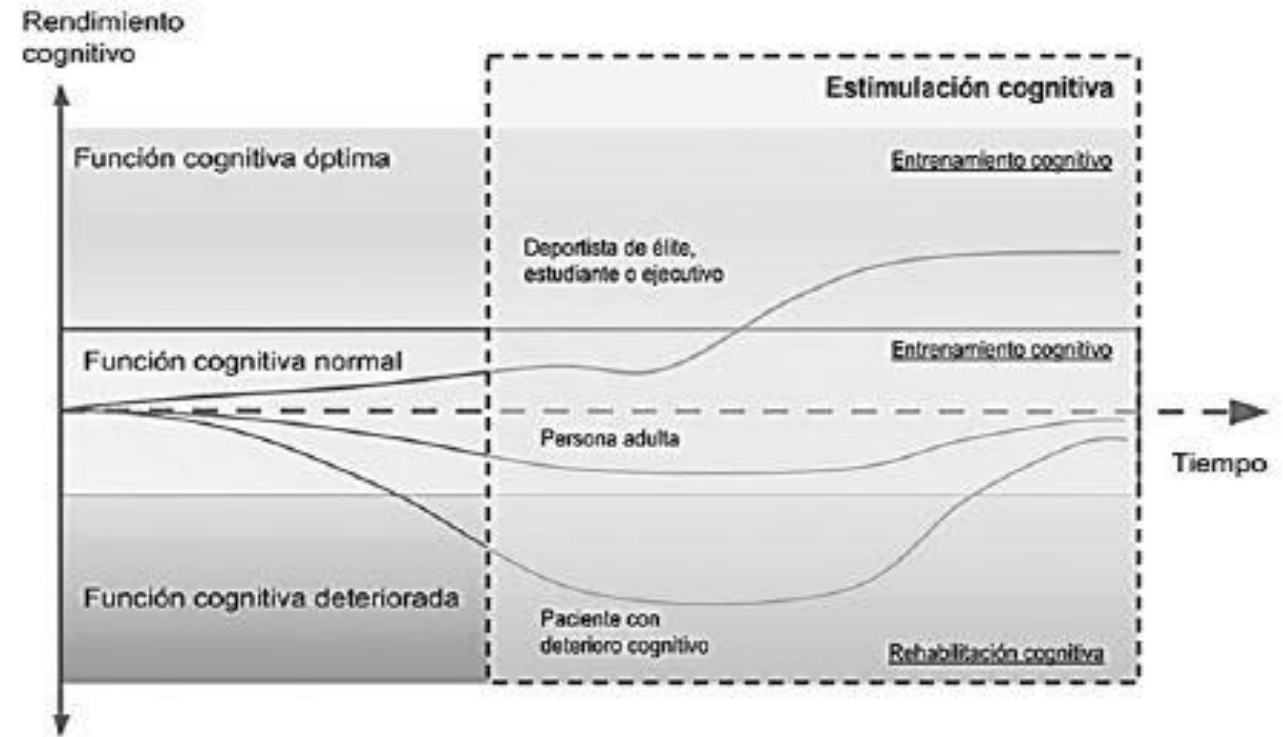 Rendimiento
cognitivo
Estimulación cognitiva
Función cognitiva óptima
Entrenamiento cognitivo
Deportista de élite,
estudiante o ejecutivo
Función cognitiva normal
Entrenamiento cognitivo
Persona adulta
Tiempo
Función cognitiva deteriorada
Paciente con
deterioro cognitivo
Rehabilitación cognitiva